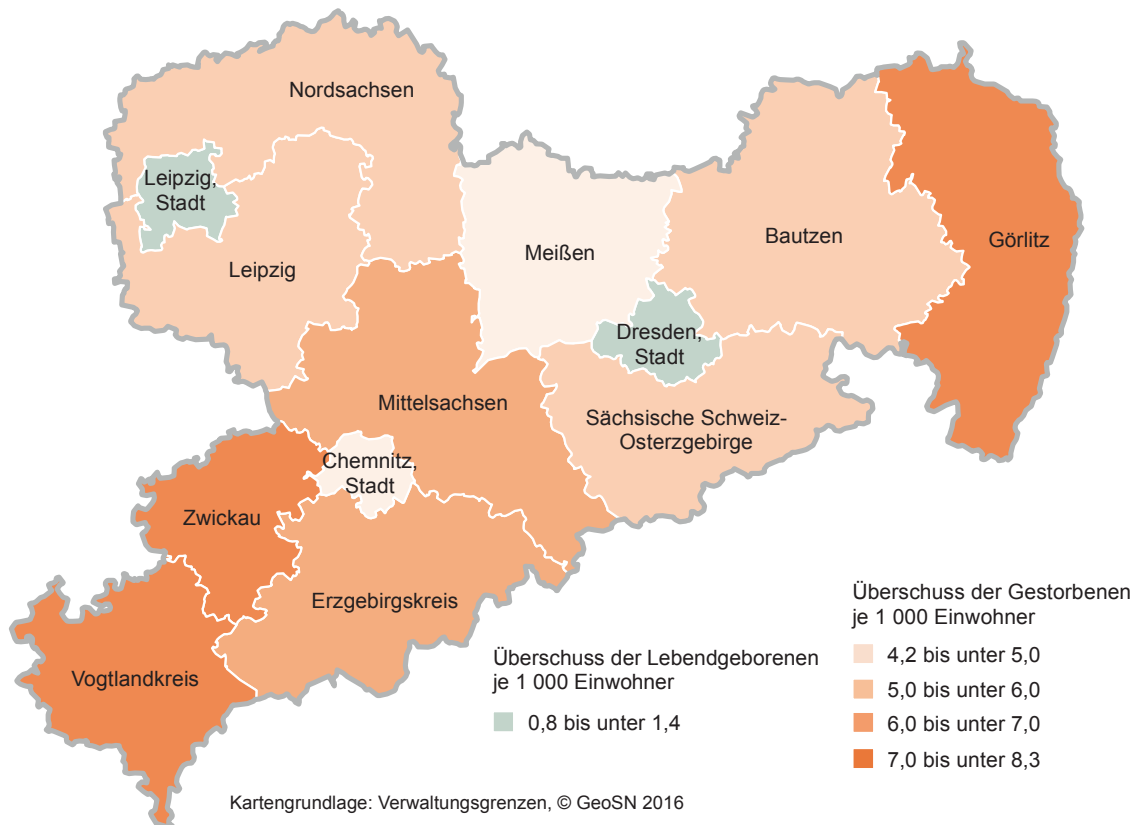 Nordsachsen
Leipzig,
Stadt
Leipzig
Meißen
Bautzen
Görlitz
Dresden,
Stadt
Mittelsachsen
Sächsische Schweiz-
Osterzgebirge
Chemnitz,
Stadt
Zwickau
Erzgebirgskreis
Vogtlandkreis
Überschuss der Lebendgeborenen
je 1 000 Einwohner
0,8 bis unter 1,4
Überschuss der Gestorbenen
je 1 000 Einwohner
4,2 bis unter 5,0
5,0 bis unter 6,0
6,0 bis unter 7,0
7,0 bis unter 8,3
Kartengrundlage: Verwaltungsgrenzen, © GeoSN 2016